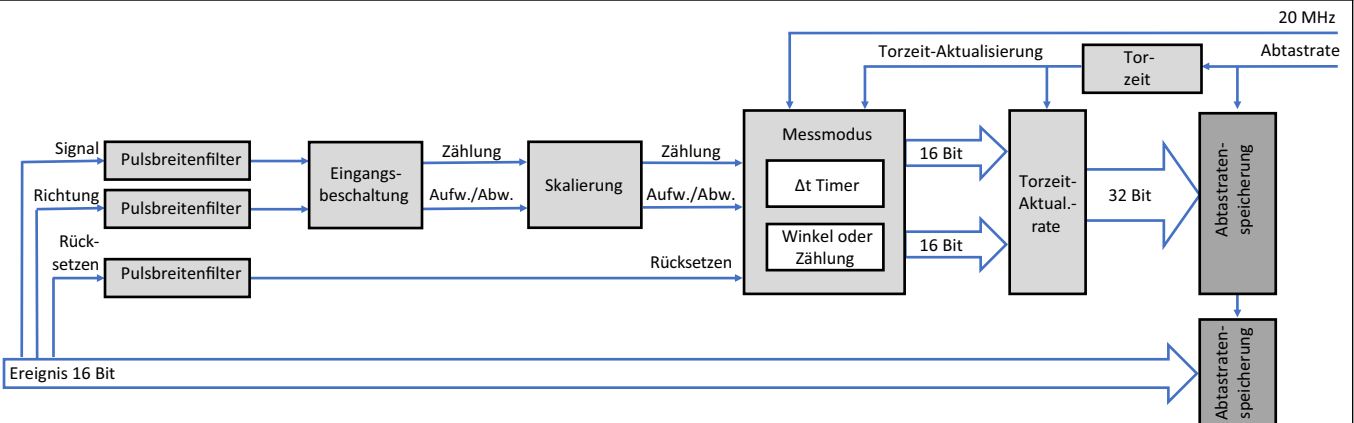 20 MHz
Torzeit-Aktualisierung
Tor-
zeit
Abtastrate
Messmodus
Signal
Pulsbreitenfilter
Eingangs-
beschaltung
Zählung
Skalierung
Zählung
16 Bit
Δt Timer
Torzeit-
Aktual.-
rate
32 Bit
Abtastraten-
speicherung
Richtung
Pulsbreitenfilter
Aufw./Abw.
Aufw./Abw.
Winkel oder
Zählung
16 Bit
Rück-
setzen
Pulsbreitenfilter
Rücksetzen
Ereignis 16 Bit
Abtastraten-
speicherung